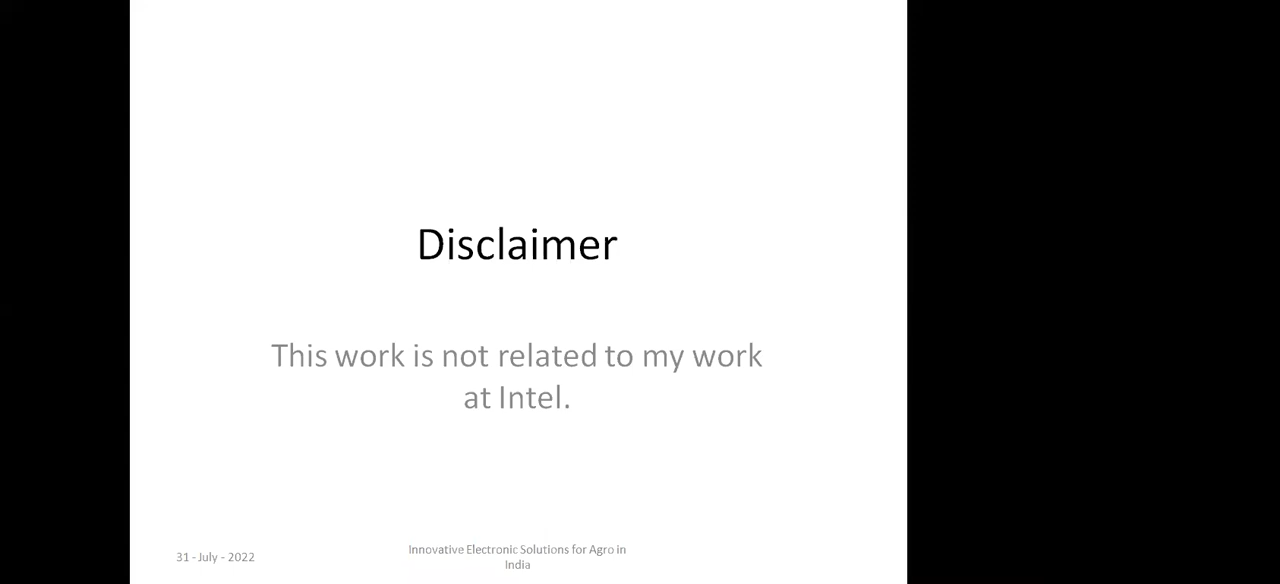 Disclaimer
This work is not related to my work
at Intel.
31 - July - 2022
Innovative Electronic Solutions for Agro in
India